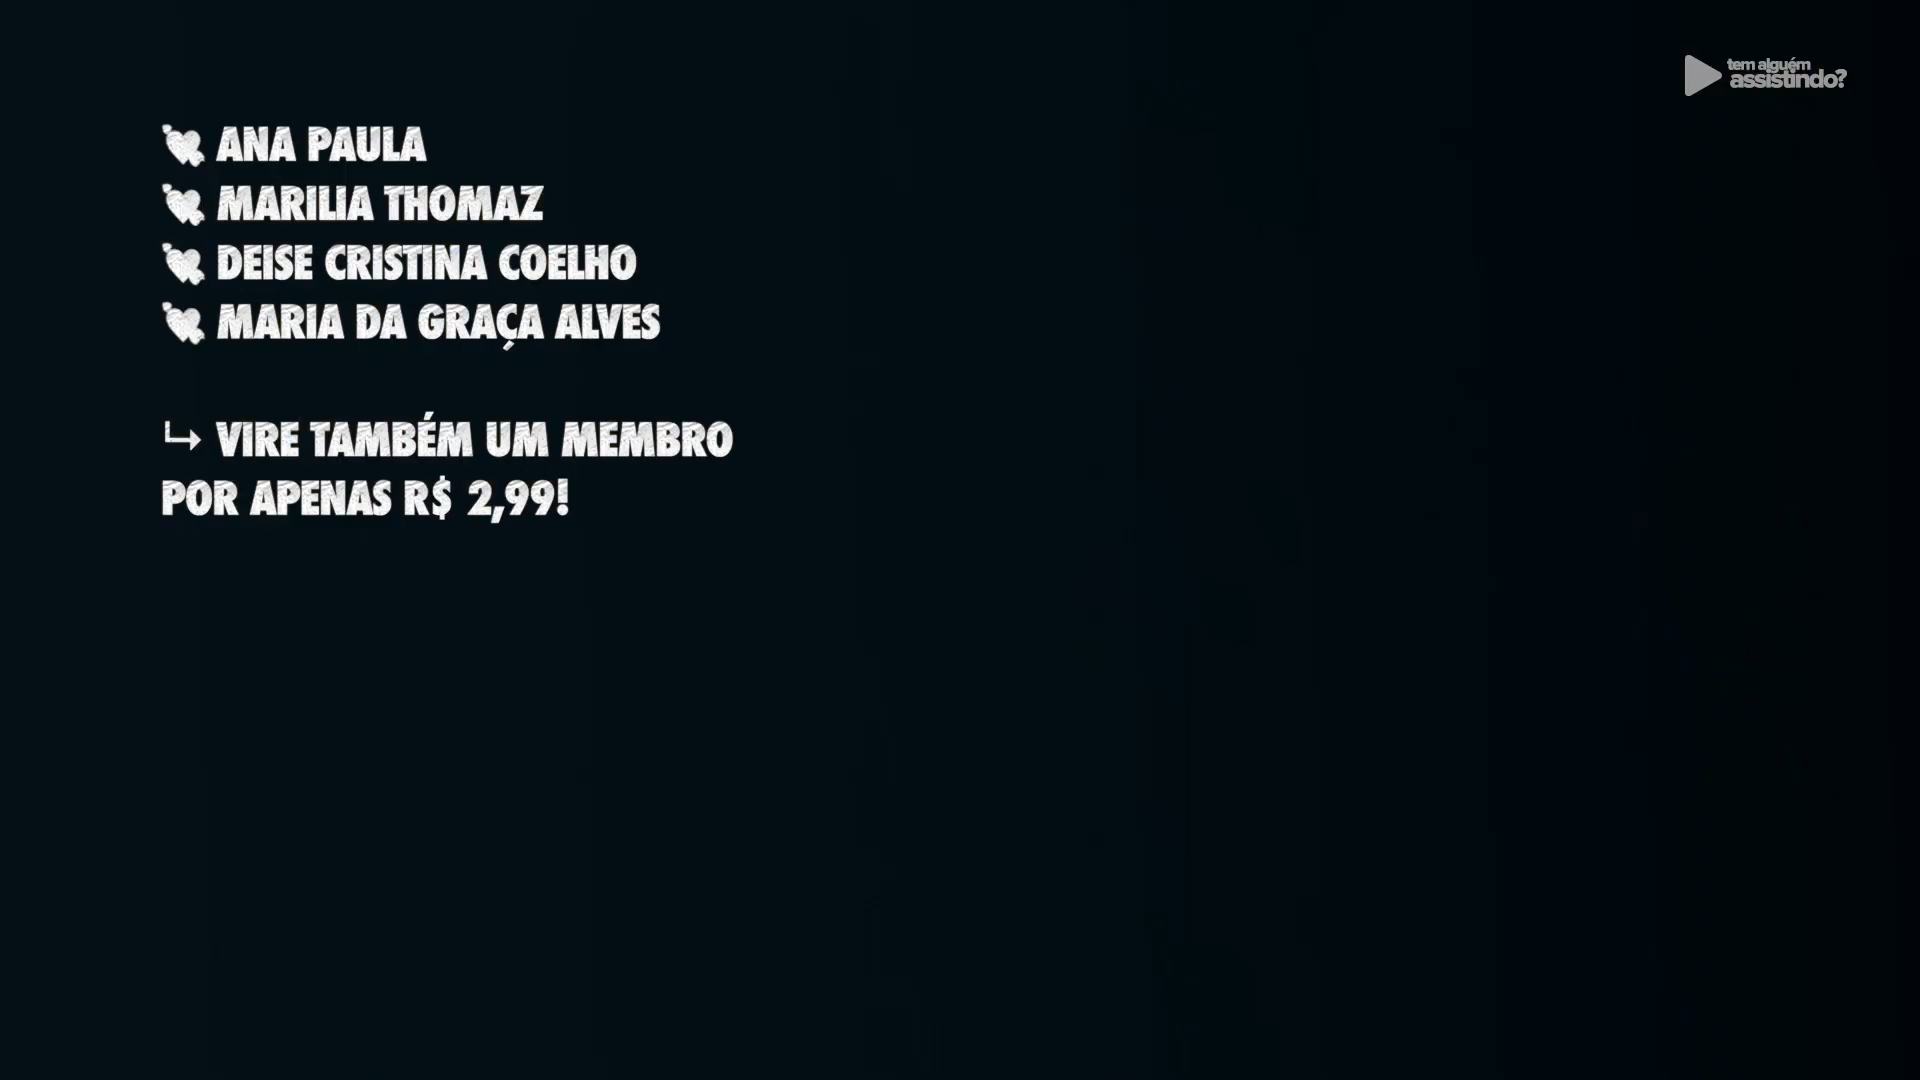 tem alguém
assistindo?
💘 ANA PAULA
💘 MARILIA THOMAZ
💘 DEISE CRISTINA COELHO
💘 MARIA DA GRAÇA ALVES
↳ VIRE TAMBÉM UM MEMBRO
POR APENAS R$ 2,99!